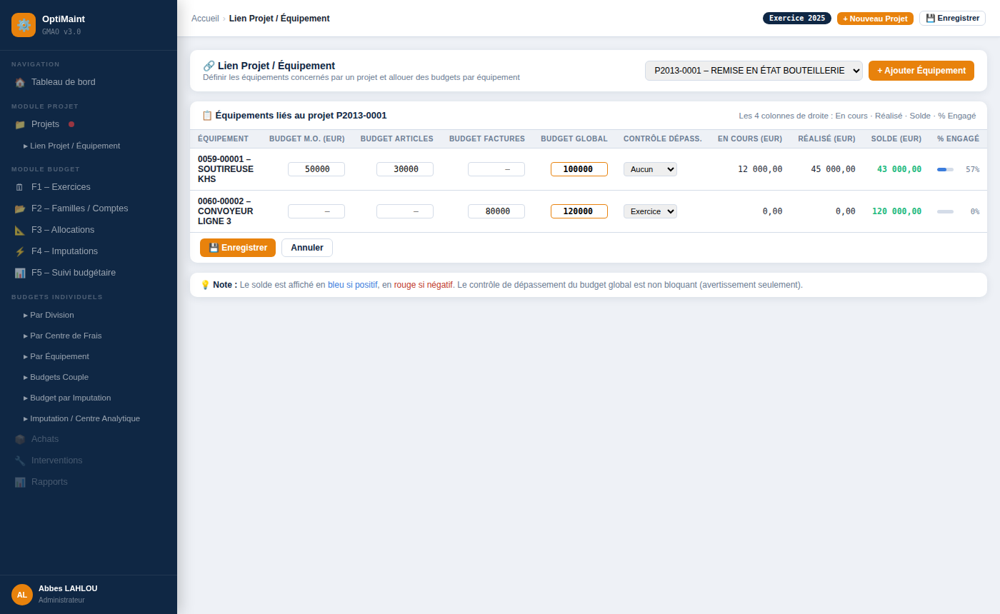 OptiMaint
GMAO v3.0
NAVIGATION
Tableau de bord
MODULE PROJET
Projets
▸ Lien Projet / Équipement
MODULE BUDGET
F1 – Exercices
F2 – Familles / Comptes
F3 – Allocations
F4 – Imputations
F5 – Suivi budgétaire
BUDGETS INDIVIDUELS
▸ Par Division
▸ Par Centre de Frais
▸ Par Équipement
▸ Budgets Couple
▸ Budget par Imputation
▸ Imputation / Centre Analytique
Achats
Interventions
Rapports
AL
Abbes LAHLOU
Administrateur
Accueil › Lien Projet / Équipement
Exercice 2025
+ Nouveau Projet
💾 Enregistrer
🔗 Lien Projet / Équipement
Définir les équipements concernés par un projet et allouer des budgets par équipement
P2013-0001 – REMISE EN ÉTAT BOUTEILLERIE
+ Ajouter Équipement
📋 Équipements liés au projet P2013-0001
Les 4 colonnes de droite : En cours · Réalisé · Solde · % Engagé
ÉQUIPEMENT BUDGET M.O. (EUR) BUDGET ARTICLES BUDGET FACTURES BUDGET GLOBAL CONTRÔLE DÉPASS. EN COURS (EUR) RÉALISÉ (EUR) SOLDE (EUR) % ENGAGÉ
0059-00001 –
SOUTIREUSE
KHS
50000 30000 – 100000 Aucun 12 000,00 45 000,00 43 000,00 57%
0060-00002 –
CONVOYEUR
LIGNE 3
– – 80000 120000 Exercice 0,00 0,00 120 000,00 0%
💾 Enregistrer
Annuler
💡 Note : Le solde est affiché en bleu si positif, en rouge si négatif. Le contrôle de dépassement du budget global est non bloquant (avertissement seulement).